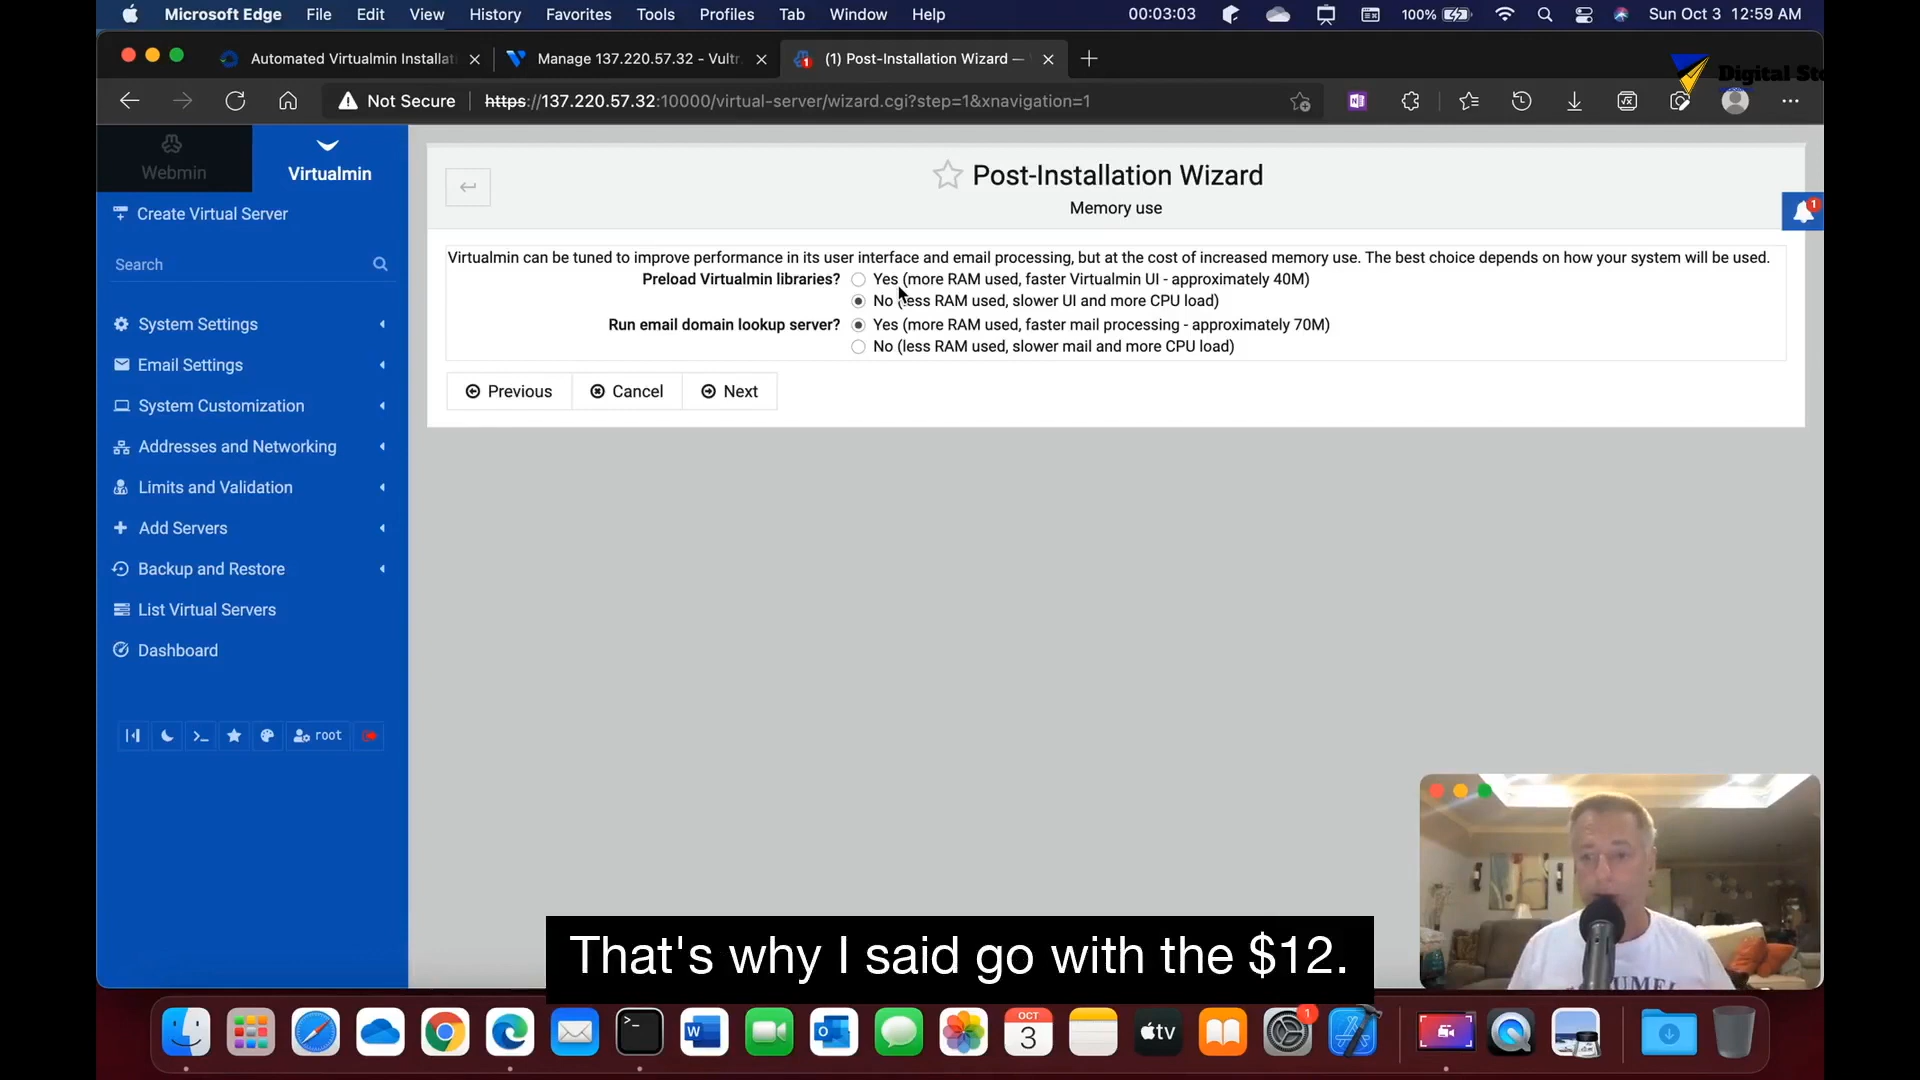 Microsoft Edge File Edit View History Favorites Tools Profiles Tab Window Help 00:03:03 100% Sun Oct 3 12:59 AM
Automated Virtualmin Installat
Manage 137.220.57.32 - Vultr.
(1) Post-Installation Wizard —
Digital Sto
Not Secure https://137.220.57.32:10000/virtual-server/wizard.cgi?step=1&xnavigation=1
Webmin
Virtualmin
Create Virtual Server
Search
System Settings
Email Settings
System Customization
Addresses and Networking
Limits and Validation
Add Servers
Backup and Restore
List Virtual Servers
Dashboard
root
Post-Installation Wizard
Memory use
1
Virtualmin can be tuned to improve performance in its user interface and email processing, but at the cost of increased memory use. The best choice depends on how your system will be used.
Preload Virtualmin libraries? Yes (more RAM used, faster Virtualmin UI - approximately 40M)
No (less RAM used, slower UI and more CPU load)
Run email domain lookup server? Yes (more RAM used, faster mail processing - approximately 70M)
No (less RAM used, slower mail and more CPU load)
Previous Cancel Next
That's why I said go with the $12.
OCT
3
tv
1